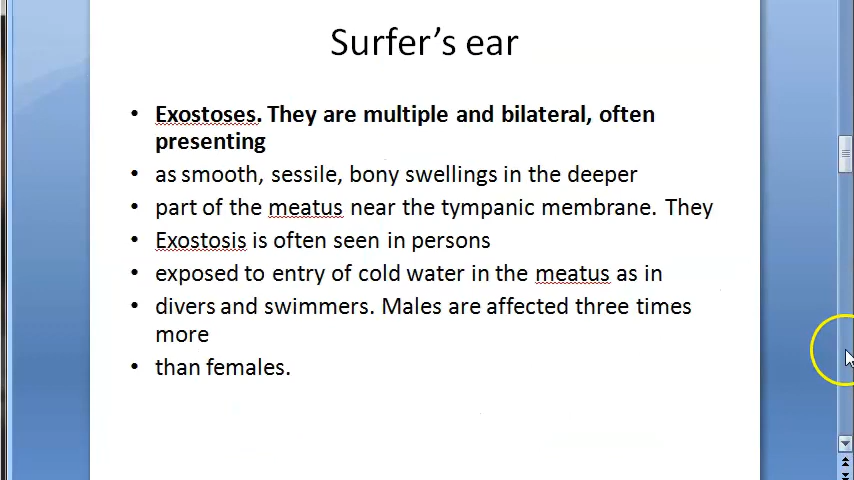 Surfer's ear
• Exostoses. They are multiple and bilateral, often
presenting
• as smooth, sessile, bony swellings in the deeper
• part of the meatus near the tympanic membrane. They
• Exostosis is often seen in persons
• exposed to entry of cold water in the meatus as in
• divers and swimmers. Males are affected three times
more
• than females.